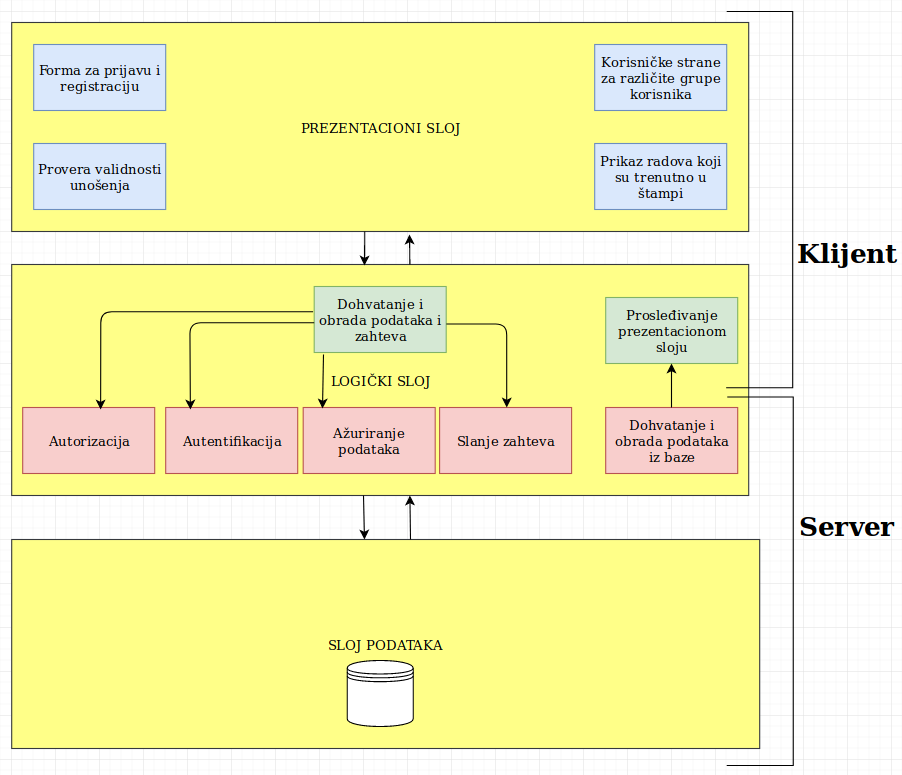 Forma za prijavu i
registraciju
Korisničke strane
za različite grupe
korisnika
PREZENTACIONI SLOJ
Provera validnosti
unošenja
Prikaz radova koji
su trenutno u
štampi
Klijent
Dohvatanje i
obrada podataka i
zahteva
Prosleđivanje
prezentacionom
sloju
LOGIČKI SLOJ
Autorizacija
Autentifikacija
Ažuriranje
podataka
Slanje zahteva
Dohvatanje i
obrada podataka
iz baze
Server
SLOJ PODATAKA